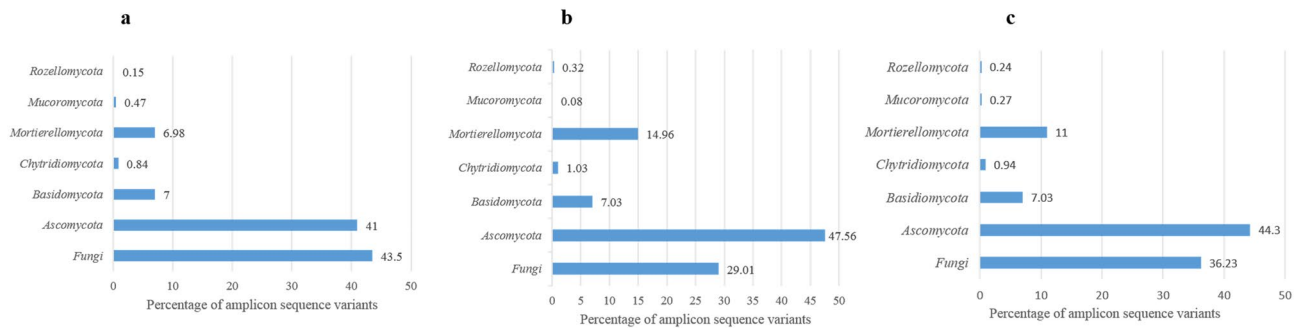 a
Rozellomycota 0.15
Mucoromycota 0.47
Mortierellomycota 6.98
Chytridiomycota 0.84
Basidomycota 7
Ascomycota 41
Fungi 43.5
0 10 20 30 40 50
Percentage of amplicon sequence variants
b
Rozellomycota 0.32
Mucoromycota 0.08
Mortierellomycota 14.96
Chytridiomycota 1.03
Basidomycota 7.03
Ascomycota 47.56
Fungi 29.01
0 5 10 15 20 25 30 35 40 45 50
Percentage of amplicon sequence variants
c
Rozellomycota 0.24
Mucoromycota 0.27
Mortierellomycota 11
Chytridiomycota 0.94
Basidiomycota 7.03
Ascomycota 44.3
Fungi 36.23
0 10 20 30 40 50
Percentage of amplicon sequence variants